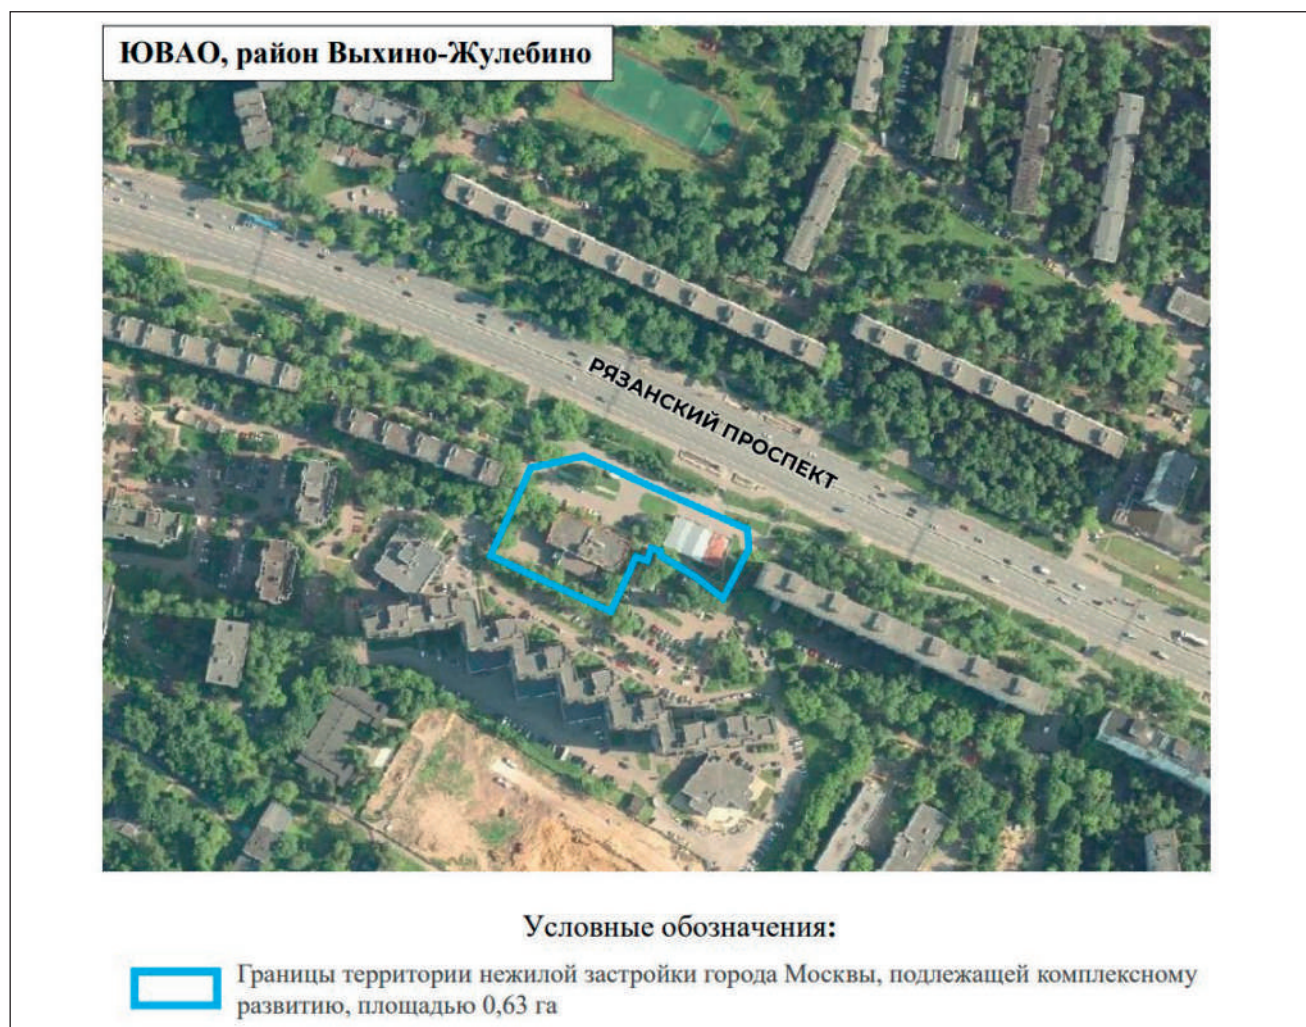 ЮВАО, район Выхино-Жулебино
РЯЗАНСКИЙ ПРОСПЕКТ
Условные обозначения:
Границы территории нежилой застройки города Москвы, подлежащей комплексному
развитию, площадью 0,63 га